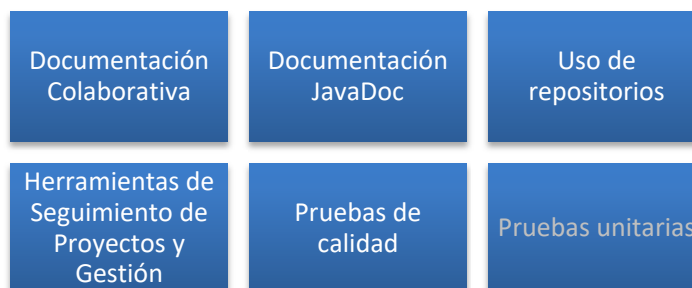 Documentación
Colaborativa
Documentación
JavaDoc
Uso de
repositorios
Herramientas de
Seguimiento de
Proyectos y
Gestión
Pruebas de
calidad
Pruebas unitarias